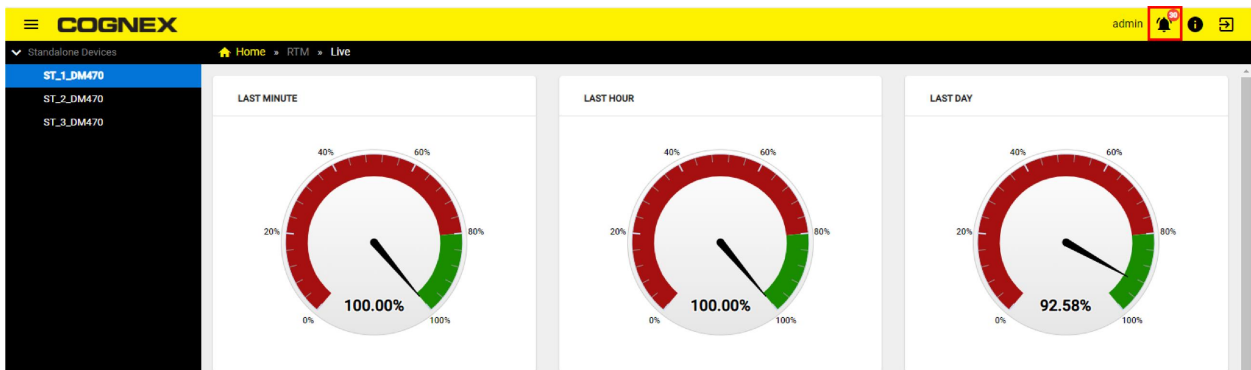 COGNEX
admin
30
Standalone Devices
Home » RTM » Live
ST_1_DM470
ST_2_DM470
ST_3_DM470
LAST MINUTE
40%
60%
20%
80%
100.00%
0%
100%
LAST HOUR
40%
60%
20%
80%
100.00%
0%
100%
LAST DAY
40%
60%
20%
80%
92.58%
0%
100%